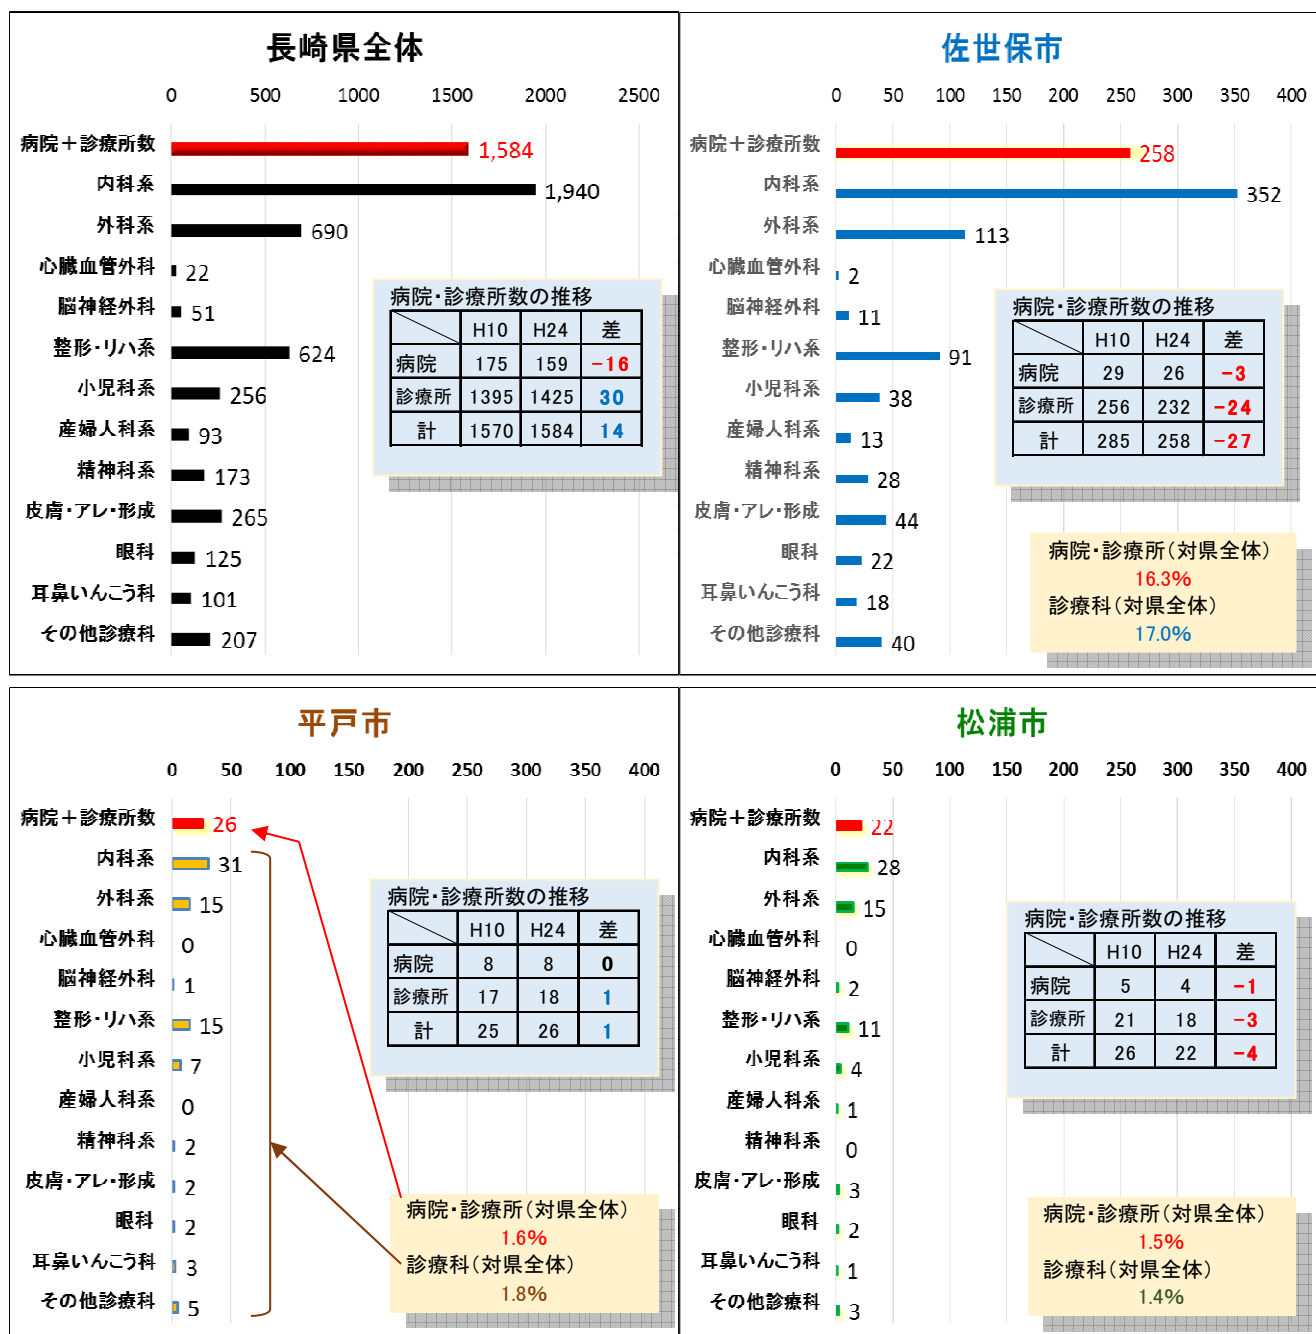 長崎県全体
0 500 1000 1500 2000 2500
病院＋診療所数 1,584
内科系 1,940
外科系 690
心臓血管外科 22
脳神経外科 51
整形・リハ系 624
小児科系 256
産婦人科系 93
精神科系 173
皮膚・アレ・形成 265
眼科 125
耳鼻いんこう科 101
その他診療科 207
病院・診療所数の推移
H10 H24 差
病院 175 159 −16
診療所 1395 1425 30
計 1570 1584 14
佐世保市
0 50 100 150 200 250 300 350 400
病院＋診療所数 258
内科系 352
外科系 113
心臓血管外科 2
脳神経外科 11
整形・リハ系 91
小児科系 38
産婦人科系 13
精神科系 28
皮膚・アレ・形成 44
眼科 22
耳鼻いんこう科 18
その他診療科 40
病院・診療所数の推移
H10 H24 差
病院 29 26 −3
診療所 256 232 −24
計 285 258 −27
病院・診療所（対県全体）
16.3%
診療科（対県全体）
17.0%
平戸市
0 50 100 150 200 250 300 350 400
病院＋診療所数 26
内科系 31
外科系 15
心臓血管外科 0
脳神経外科 1
整形・リハ系 15
小児科系 7
産婦人科系 0
精神科系 2
皮膚・アレ・形成 2
眼科 2
耳鼻いんこう科 3
その他診療科 5
病院・診療所数の推移
H10 H24 差
病院 8 8 0
診療所 17 18 1
計 25 26 1
病院・診療所（対県全体）
1.6%
診療科（対県全体）
1.8%
松浦市
0 50 100 150 200 250 300 350 400
病院＋診療所数 22
内科系 28
外科系 15
心臓血管外科 0
脳神経外科 2
整形・リハ系 11
小児科系 4
産婦人科系 1
精神科系 0
皮膚・アレ・形成 3
眼科 2
耳鼻いんこう科 1
その他診療科 3
病院・診療所数の推移
H10 H24 差
病院 5 4 −1
診療所 21 18 −3
計 26 22 −4
病院・診療所（対県全体）
1.5%
診療科（対県全体）
1.4%